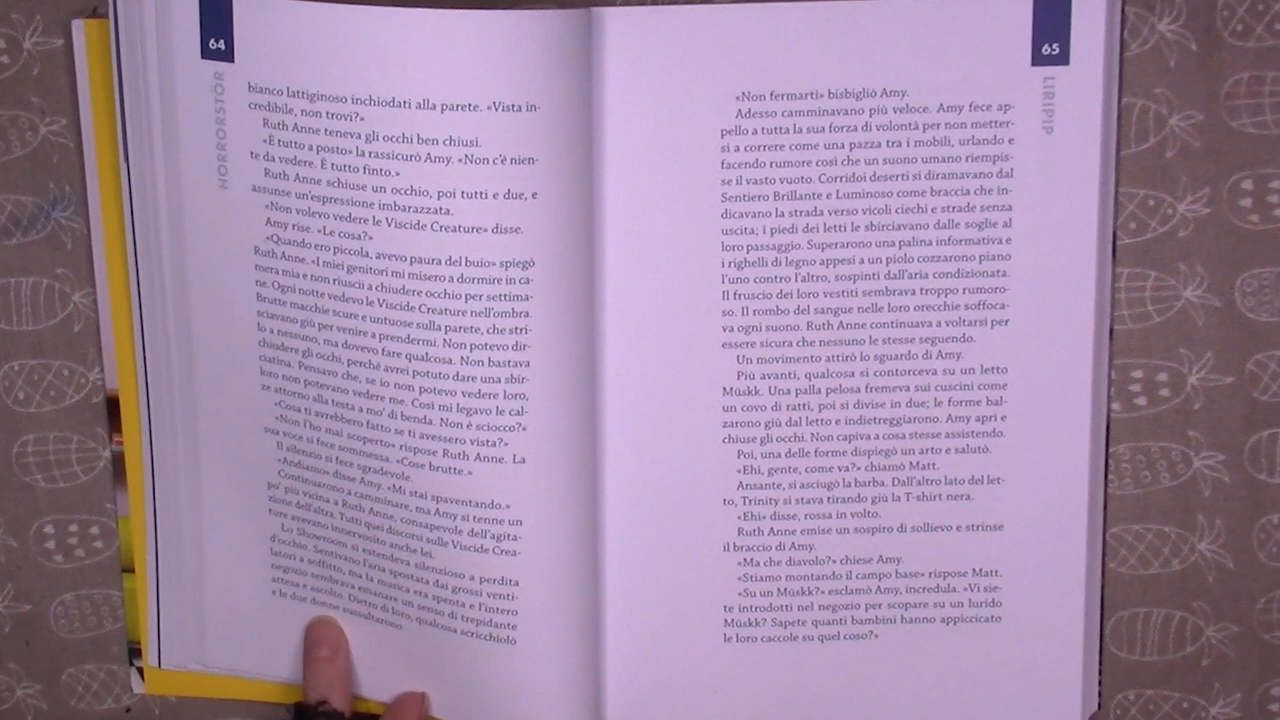 64
HORRORSTÖR
bianco lattiginoso inchiodati alla parete. «Vista in-
credibile, non trovi?»
Ruth Anne teneva gli occhi ben chiusi.
«È tutto a posto» la rassicurò Amy. «Non c'è nien-
te da vedere. È tutto finto.»
Ruth Anne schiuse un occhio, poi tutti e due, e
assunse un'espressione imbarazzata.
«Non volevo vedere le Viscide Creature» disse.
Amy rise. «Le cosa?»
«Quando ero piccola, avevo paura del buio» spiegò
Ruth Anne. «I miei genitori mi misero a dormire in ca-
mera mia e non riuscii a chiudere occhio per settima-
ne. Ogni notte vedevo le Viscide Creature nell'ombra.
Brutte macchie scure e untuose sulla parete, che stri-
sciavano giù per venire a prendermi. Non potevo dir-
lo a nessuno, ma dovevo fare qualcosa. Non bastava
chiudere gli occhi, perché avrei potuto dare una sbir-
ciatina. Pensavo che, se io non potevo vedere loro,
loro non potevano vedere me. Così mi legavo le cal-
ze attorno alla testa a mo' di benda. Non è sciocco?»
«Cosa ti avrebbero fatto se ti avessero vista?»
«Non l'ho mai scoperto» rispose Ruth Anne. La
sua voce si fece sommessa. «Cose brutte.»
Il silenzio si fece sgradevole.
«Andiamo» disse Amy. «Mi stai spaventando.»
Continuarono a camminare, ma Amy si tenne un
po' più vicina a Ruth Anne, consapevole dell'agita-
zione dell'altra. Tutti quei discorsi sulle Viscide Crea-
ture avevano innervosito anche lei.
Lo Showroom si estendeva silenzioso a perdita
d'occhio. Sentivano l'aria spostata dai grossi venti-
latori a soffitto, ma la musica era spenta e l'intero
negozio sembrava emanare un senso di trepidante
attesa e ascolto. Dietro di loro, qualcosa scricchiolò
e le due donne sussultarono.
65
LIRIPIP
«Non fermarti» bisbigliò Amy.
Adesso camminavano più veloce. Amy fece ap-
pello a tutta la sua forza di volontà per non metter-
si a correre come una pazza tra i mobili, urlando e
facendo rumore così che un suono umano riempis-
se il vasto vuoto. Corridoi deserti si diramavano dal
Sentiero Brillante e Luminoso come braccia che in-
dicavano la strada verso vicoli ciechi e strade senza
uscita; i piedi dei letti le sbirciavano dalle soglie al
loro passaggio. Superarono una palina informativa e
i righelli di legno appesi a un piolo cozzarono piano
l'uno contro l'altro, sospinti dall'aria condizionata.
Il fruscio dei loro vestiti sembrava troppo rumoro-
so. Il rombo del sangue nelle loro orecchie soffoca-
va ogni suono. Ruth Anne continuava a voltarsi per
essere sicura che nessuno le stesse seguendo.
Un movimento attirò lo sguardo di Amy.
Più avanti, qualcosa si contorceva su un letto
Müskk. Una palla pelosa fremeva sui cuscini come
un covo di ratti, poi si divise in due; le forme bal-
zarono giù dal letto e indietreggiarono. Amy aprì e
chiuse gli occhi. Non capiva a cosa stesse assistendo.
Poi, una delle forme dispiegò un arto e salutò.
«Ehi, gente, come va?» chiamò Matt.
Ansante, si asciugò la barba. Dall'altro lato del let-
to, Trinity si stava tirando giù la T-shirt nera.
«Ehi» disse, rossa in volto.
Ruth Anne emise un sospiro di sollievo e strinse
il braccio di Amy.
«Ma che diavolo?» chiese Amy.
«Stiamo montando il campo base» rispose Matt.
«Su un Müskk?» esclamò Amy, incredula. «Vi sie-
te introdotti nel negozio per scopare su un lurido
Müskk? Sapete quanti bambini hanno appiccicato
le loro caccole su quel coso?»